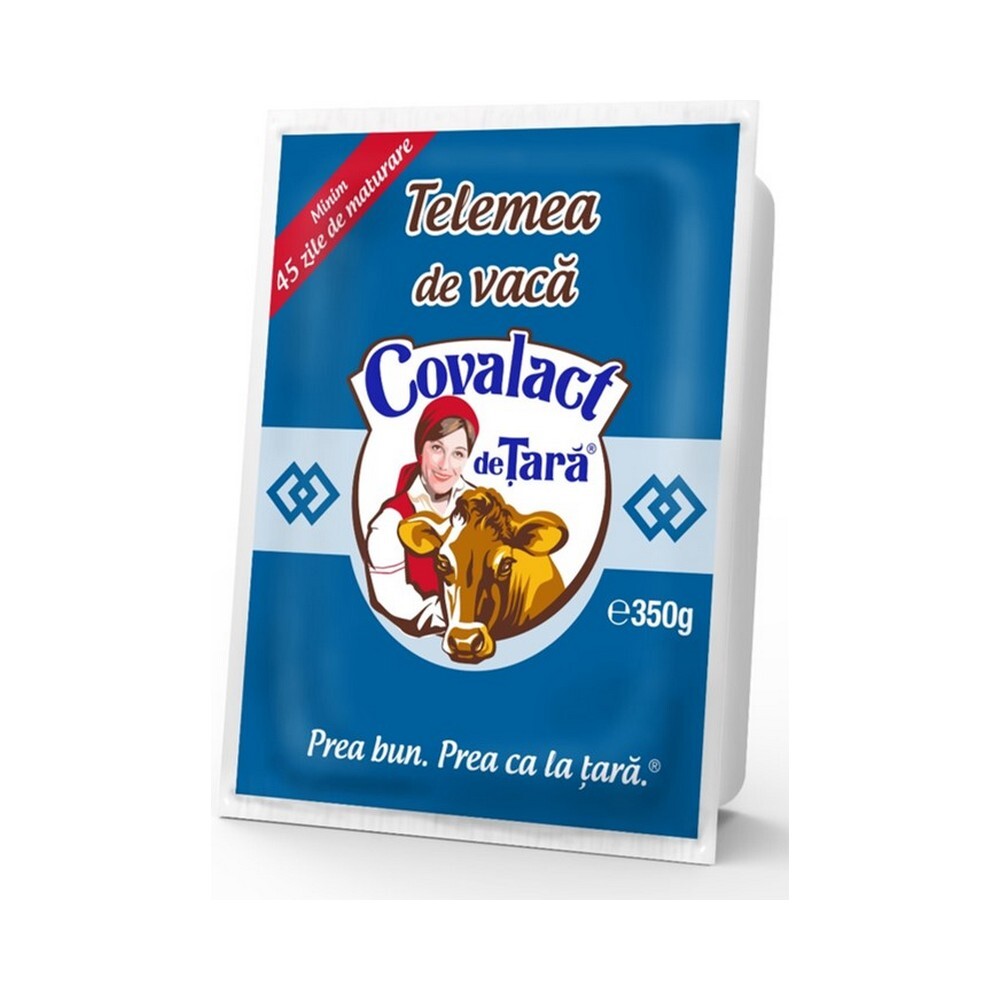 Minim
45 zile de maturare
Telemea
de vacă
Covalact
de Țară®
℮350g
Prea bun. Prea ca la țară.®